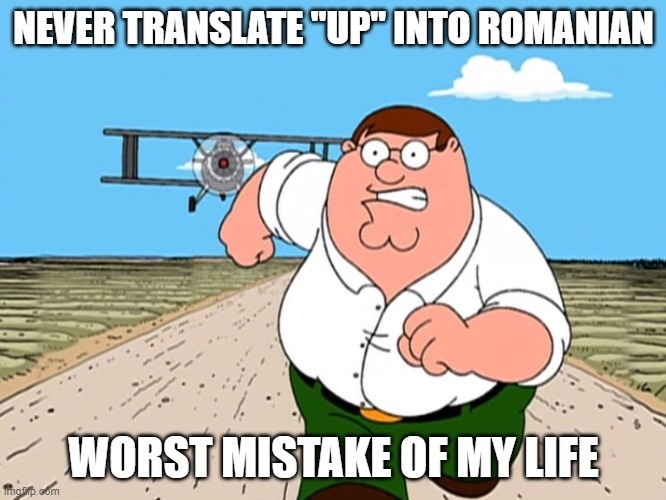 NEVER TRANSLATE "UP" INTO ROMANIAN
WORST MISTAKE OF MY LIFE
imgflip.com